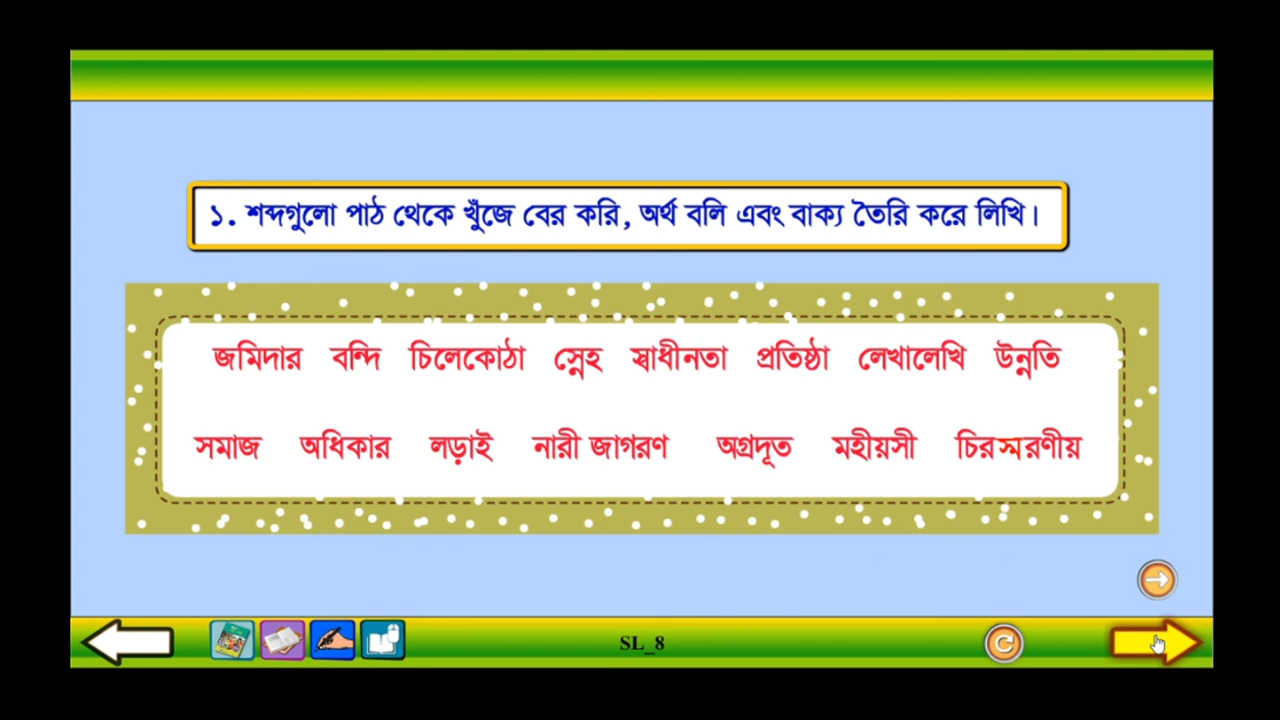 ১. শব্দগুলো পাঠ থেকে খুঁজে বের করি, অর্থ বলি এবং বাক্য তৈরি করে লিখি।
জমিদার বন্দি চিলেকোঠা স্নেহ স্বাধীনতা প্রতিষ্ঠা লেখালেখি উন্নতি
সমাজ অধিকার লড়াই নারী জাগরণ অগ্রদূত মহীয়সী চিরস্মরণীয়
SL_8